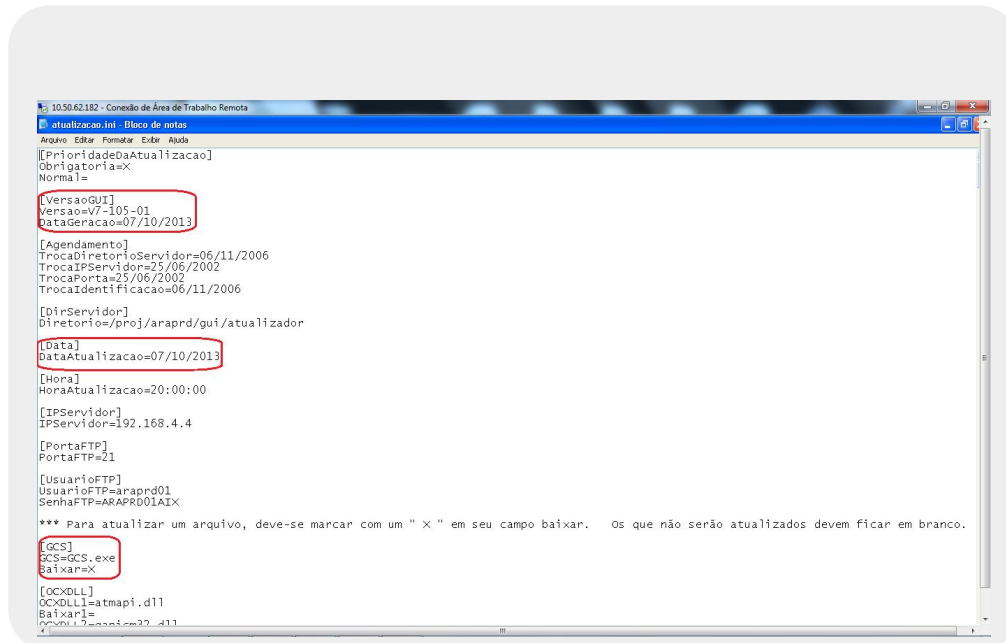 10.50.62.182 - Conexão de Área de Trabalho Remota
atualizacao.ini - Bloco de notas
Arquivo Editar Formatar Exibir Ajuda
[PrioridadeDaAtualizacao]
Obrigatoria=X
Normal=
[VersaoGUI]
Versao=V7-105-01
DataGeracao=07/10/2013
[Agendamento]
TrocaDiretorioServidor=06/11/2006
TrocaIPServidor=25/06/2002
TrocaPorta=25/06/2002
TrocaIdentificacao=06/11/2006
[DirServidor]
Diretorio=/proj/araprd/gui/atualizador
[Data]
DataAtualizacao=07/10/2013
[Hora]
HoraAtualizacao=20:00:00
[IPServidor]
IPServidor=192.168.4.4
[PortaFTP]
PortaFTP=21
[UsuarioFTP]
UsuarioFTP=araprd01
SenhaFTP=ARAPRD01AIX
*** Para atualizar um arquivo, deve-se marcar com um " X " em seu campo baixar. Os que não serão atualizados devem ficar em branco.
[GCS]
GCS=GCS.exe
Baixar=X
[OCXDLL]
OCXDLL1=atmapi.dll
Baixar1=